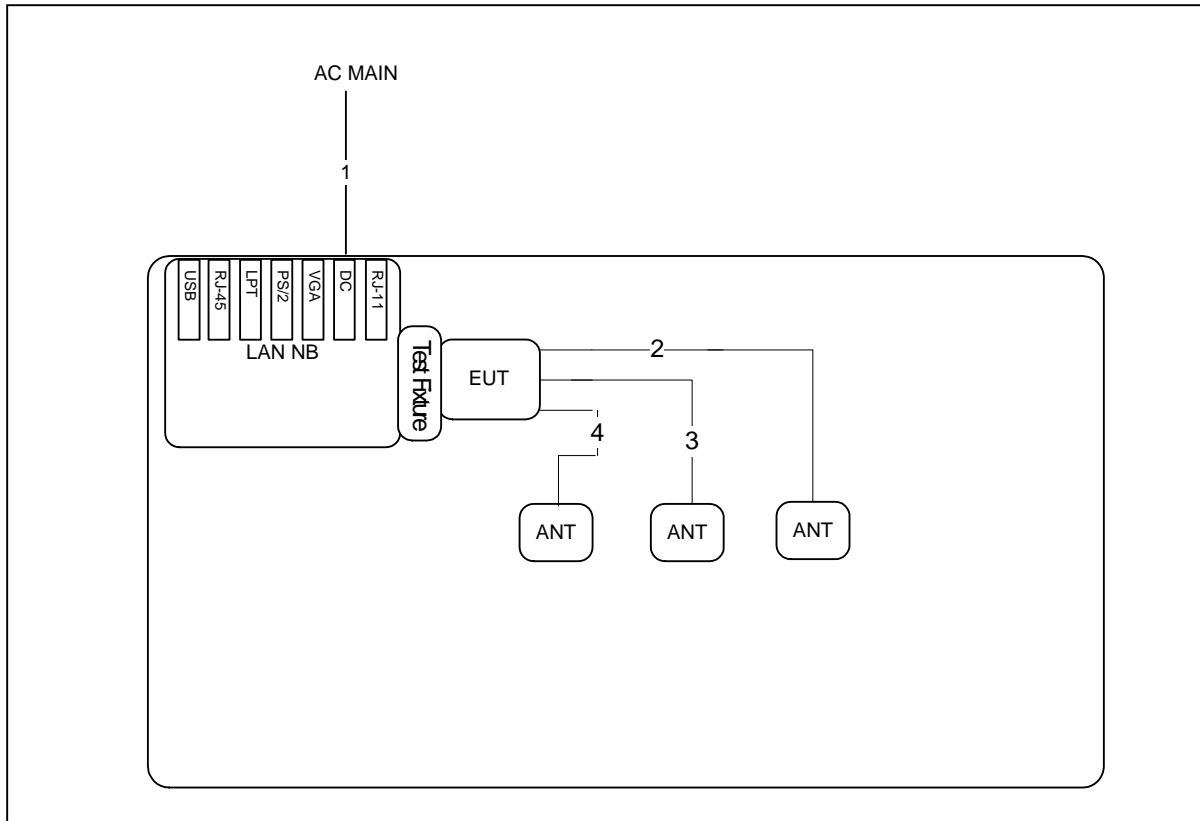 AC MAIN
1
USB
RJ-45
LPT
PS/2
VGA
DC
RJ-11
LAN NB
Test Fixture
EUT
2
4
3
ANT
ANT
ANT